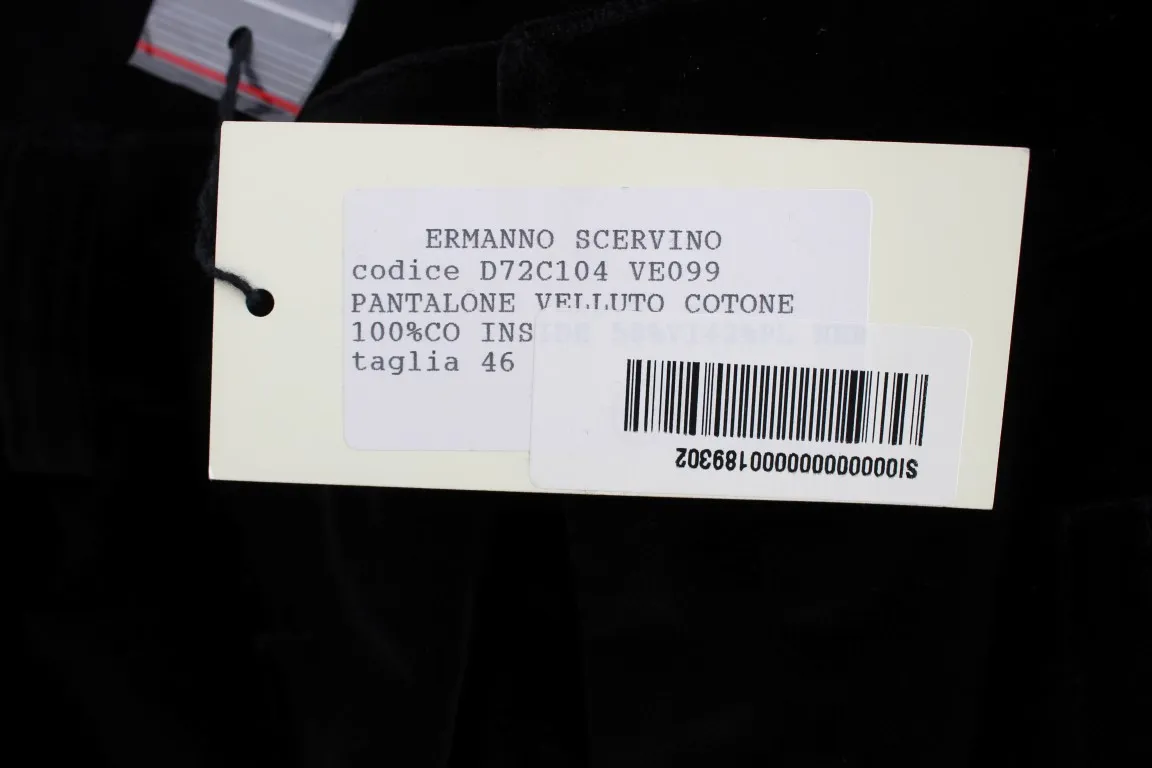 ERMANNO SCERVINO
codice D72C104 VE099
PANTALONE VELLUTO COTONE
100%CO INS
taglia 46
SI000000000000189302